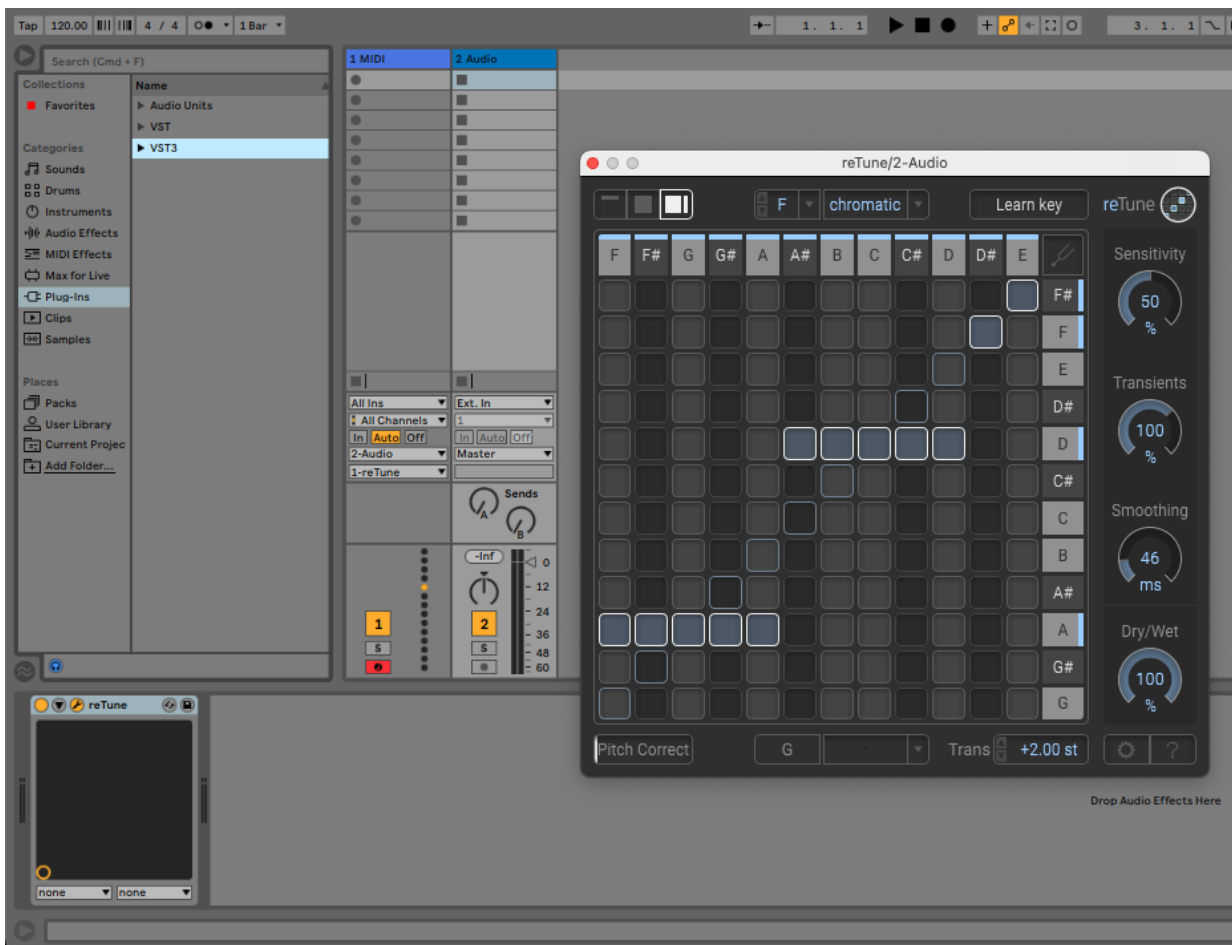 Tap 120.00 4 / 4 1 Bar 1. 1. 1 3. 1. 1
Search (Cmd + F)
Collections
Favorites
Categories
Sounds
Drums
Instruments
Audio Effects
MIDI Effects
Max for Live
Plug-Ins
Clips
Samples
Places
Packs
User Library
Current Projec
Add Folder...
Name
Audio Units
VST
VST3
1 MIDI
2 Audio
All Ins
All Channels
In Auto Off
2-Audio
1-reTune
1
S
Ext. In
1
In Auto Off
Master
Sends
A
B
-Inf
0
12
24
36
48
60
2
S
reTune/2-Audio
F chromatic Learn key reTune
F F# G G# A A# B C C# D D# E
F#
F
E
D#
D
C#
C
B
A#
A
G#
G
Sensitivity
50
%
Transients
100
%
Smoothing
46
ms
Dry/Wet
100
%
Pitch Correct G - Trans +2.00 st ?
reTune
none none
Drop Audio Effects Here